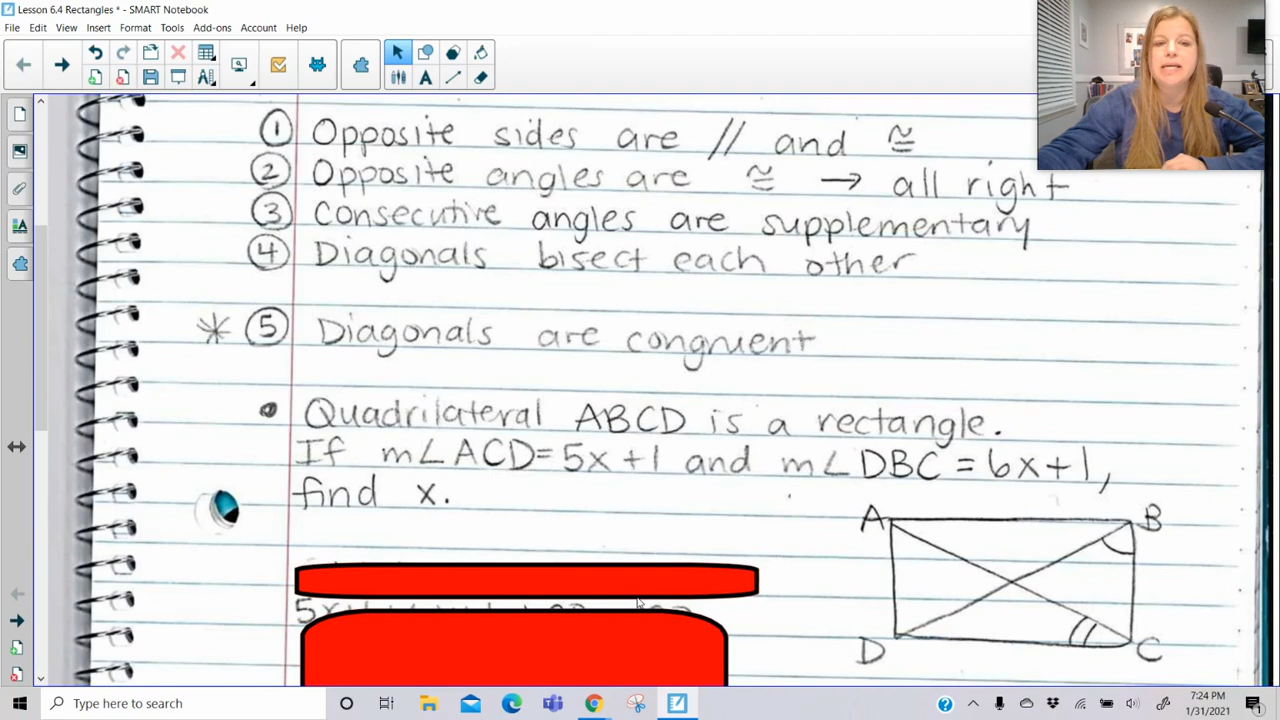 Lesson 6.4 Rectangles * - SMART Notebook
File Edit View Insert Format Tools Add-ons Account Help
① Opposite sides are // and ≅
② Opposite angles are ≅ → all right
③ Consecutive angles are supplementary
④ Diagonals bisect each other
* ⑤ Diagonals are congruent
• Quadrilateral ABCD is a rectangle.
If m∠ACD=5x+1 and m∠DBC=6x+1,
find x.
A B
D C
Type here to search
7:24 PM
1/31/2021